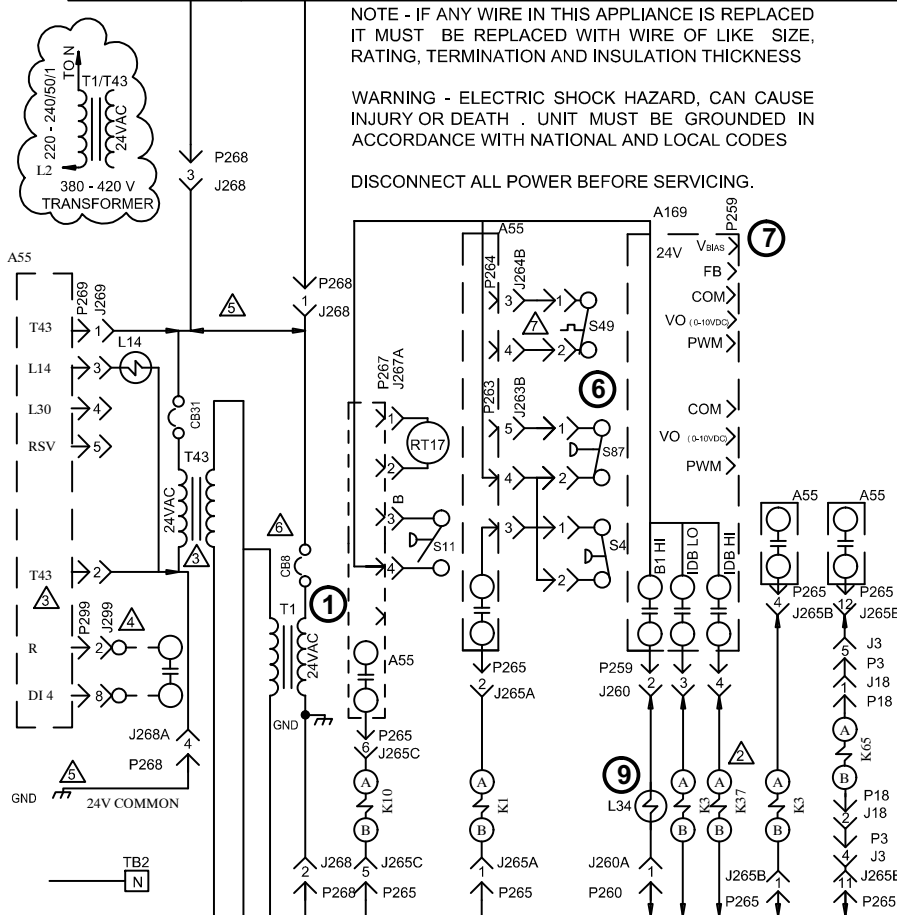 NOTE - IF ANY WIRE IN THIS APPLIANCE IS REPLACED
IT MUST BE REPLACED WITH WIRE OF LIKE SIZE,
RATING, TERMINATION AND INSULATION THICKNESS
WARNING - ELECTRIC SHOCK HAZARD, CAN CAUSE
INJURY OR DEATH . UNIT MUST BE GROUNDED IN
ACCORDANCE WITH NATIONAL AND LOCAL CODES
DISCONNECT ALL POWER BEFORE SERVICING.
220 - 240/50/1
TO N
T1/T43
24VAC
L2
380 - 420 V
TRANSFORMER
P268
3
J268
P268
1
J268
5
A55
P269
J269
T43
1
L14
3
L14
L30
4
RSV
5
CB31
T43
24VAC
3
T43
2
3
P299
J299
4
R
2
DI 4
8
J268A
4
P268
5
GND
24V COMMON
TB2
N
6
CB8
T1
1
24VAC
GND
J268
2
P268
P267
J267A
1
RT17
2
B
3
S11
4
A55
P265
6
J265C
A
K10
B
J265C
5
P265
A55
P264
J264B
3
1
7
S49
4
2
P263
J263B
6
5
1
S87
4
2
3
1
S4
2
P265
2
J265A
A
K1
B
J265A
1
P265
A169
P259
7
24V
VBIAS
FB
COM
VO (0-10VDC)
PWM
COM
VO (0-10VDC)
PWM
B1 HI
IDB LO
IDB HI
P259
J260
2
3
4
2
9
L34
A
K3
B
A
K37
B
J260A
1
P260
A55
P265
4
J265B
A
K3
B
J265B
1
P265
A55
P265
12
J265B
J3
5
P3
J18
1
P18
A
K65
B
P18
2
J18
P3
4
J3
J265B
11
P265